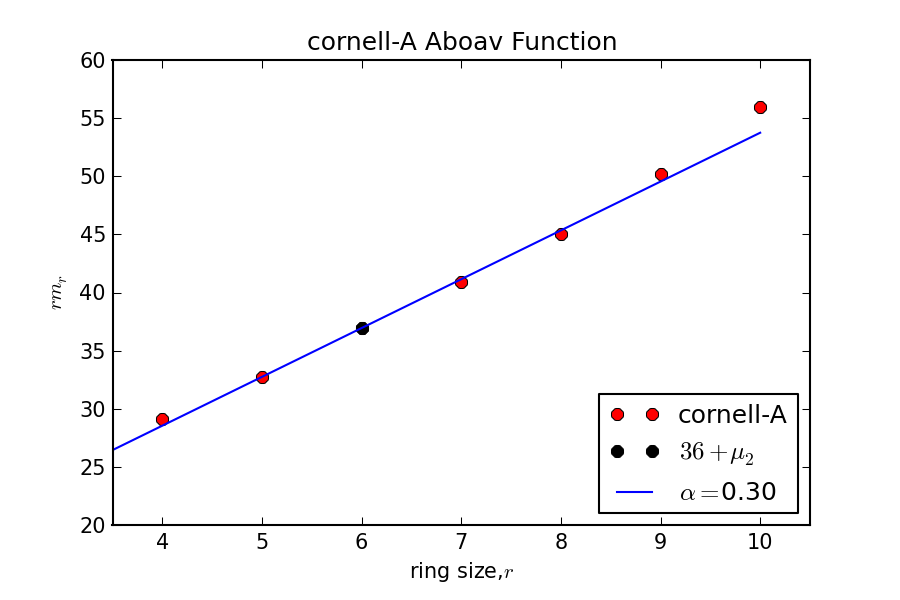 cornell-A Aboav Function
60
55
50
45
40
35
30
25
20
rm_r
4 5 6 7 8 9 10
ring size,r
cornell-A
36+μ₂
α=0.30